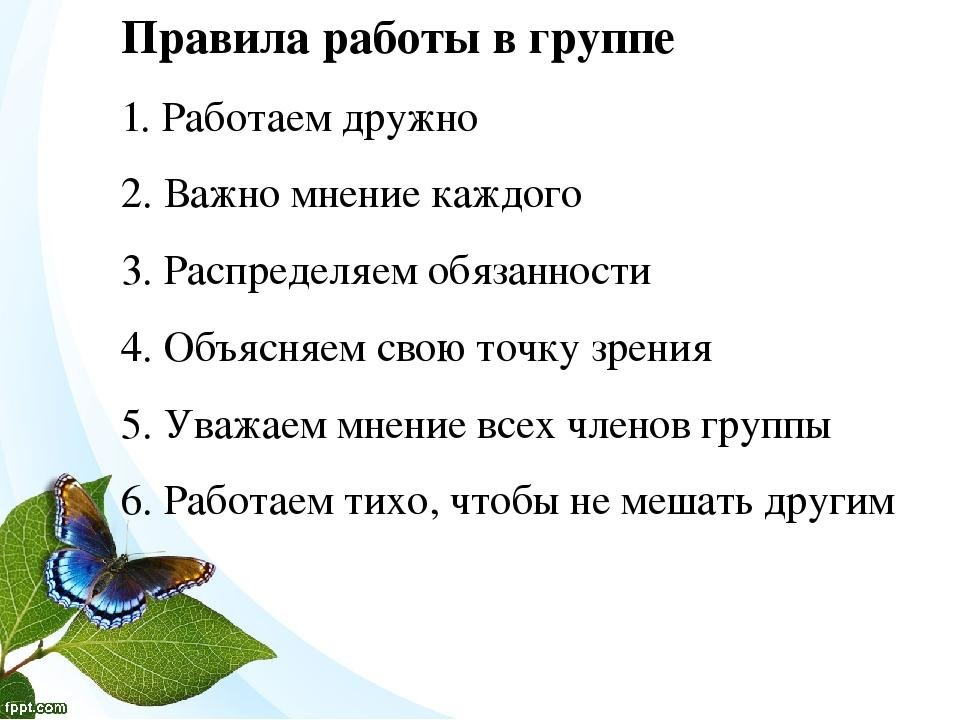 Правила работы в группе
1. Работаем дружно
2. Важно мнение каждого
3. Распределяем обязанности
4. Объясняем свою точку зрения
5. Уважаем мнение всех членов группы
6. Работаем тихо, чтобы не мешать другим
fppt.com